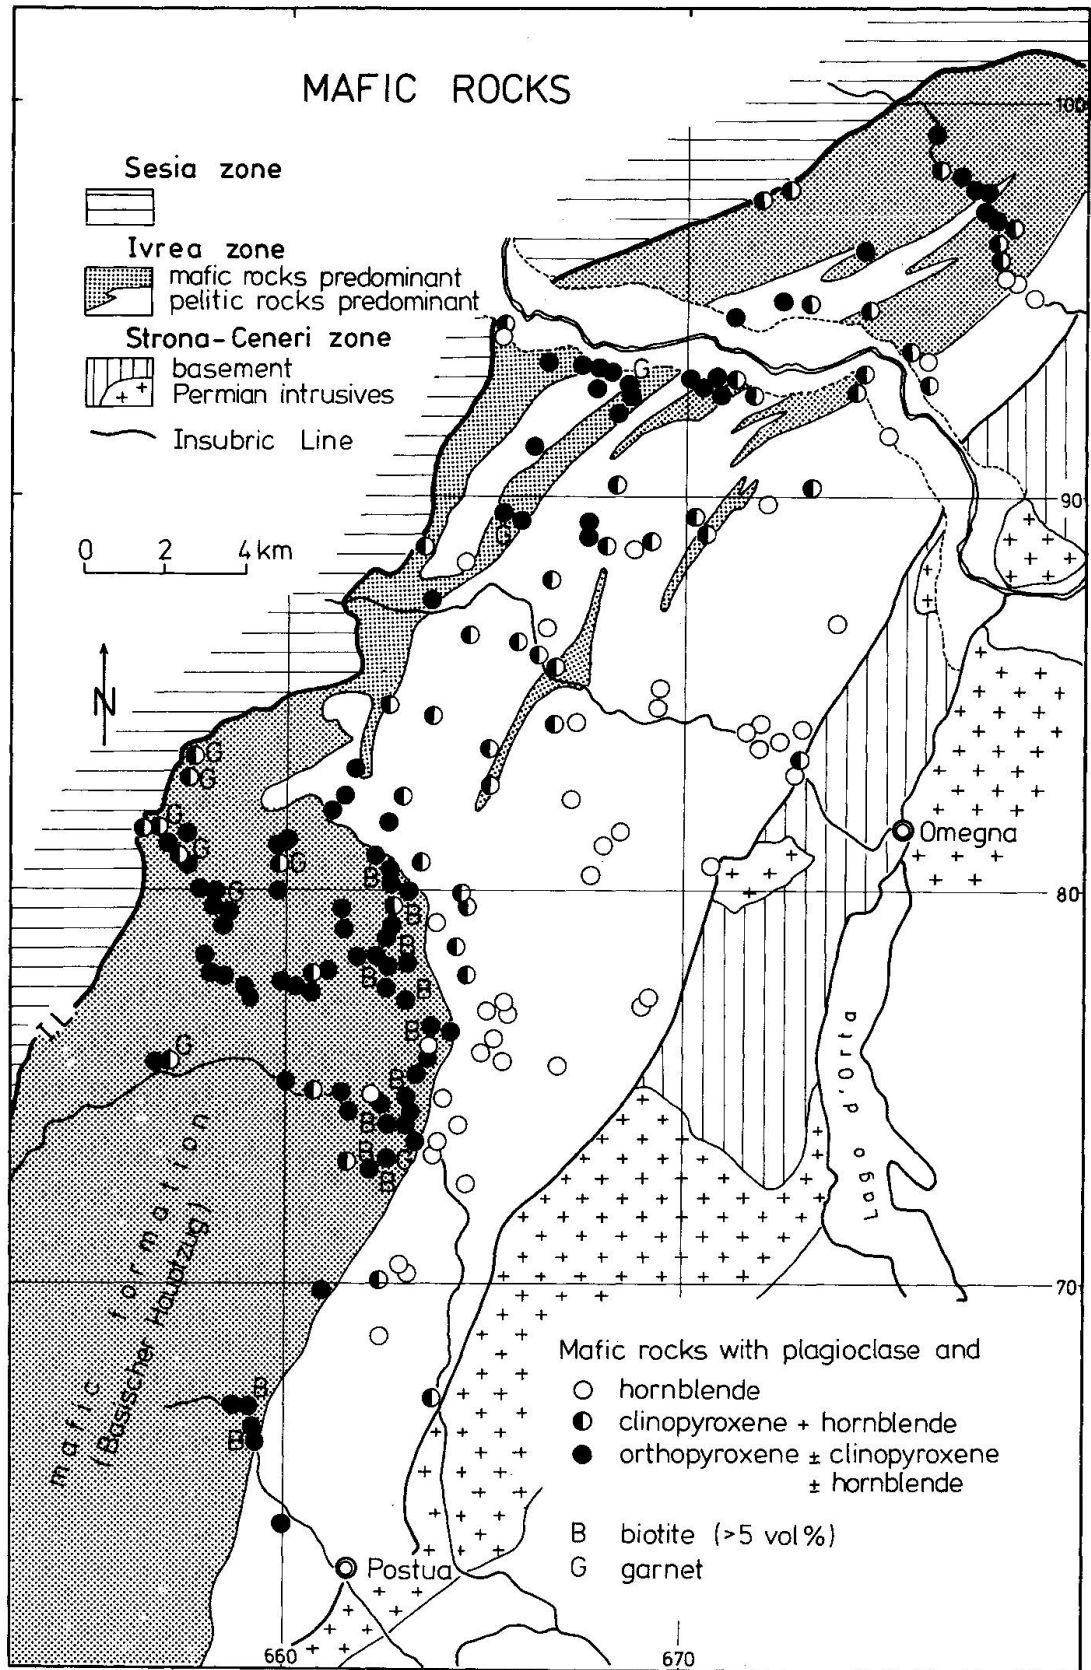 MAFIC ROCKS
Sesia zone
Ivrea zone
mafic rocks predominant
pelitic rocks predominant
Strona-Ceneri zone
basement
Permian intrusives
Insubric Line
0 2 4 km
N
100
90
80
70
660
670
G
G
G
G
G
G
G
G
G
G
G
B
B
B
B
B
B
B
B
B
B
B
B
I.L.
Omegna
Lago d'Orta
mafic formation
(Basischer Hauptzug)
Postua
Mafic rocks with plagioclase and
hornblende
clinopyroxene + hornblende
orthopyroxene ± clinopyroxene
± hornblende
B biotite (>5 vol%)
G garnet